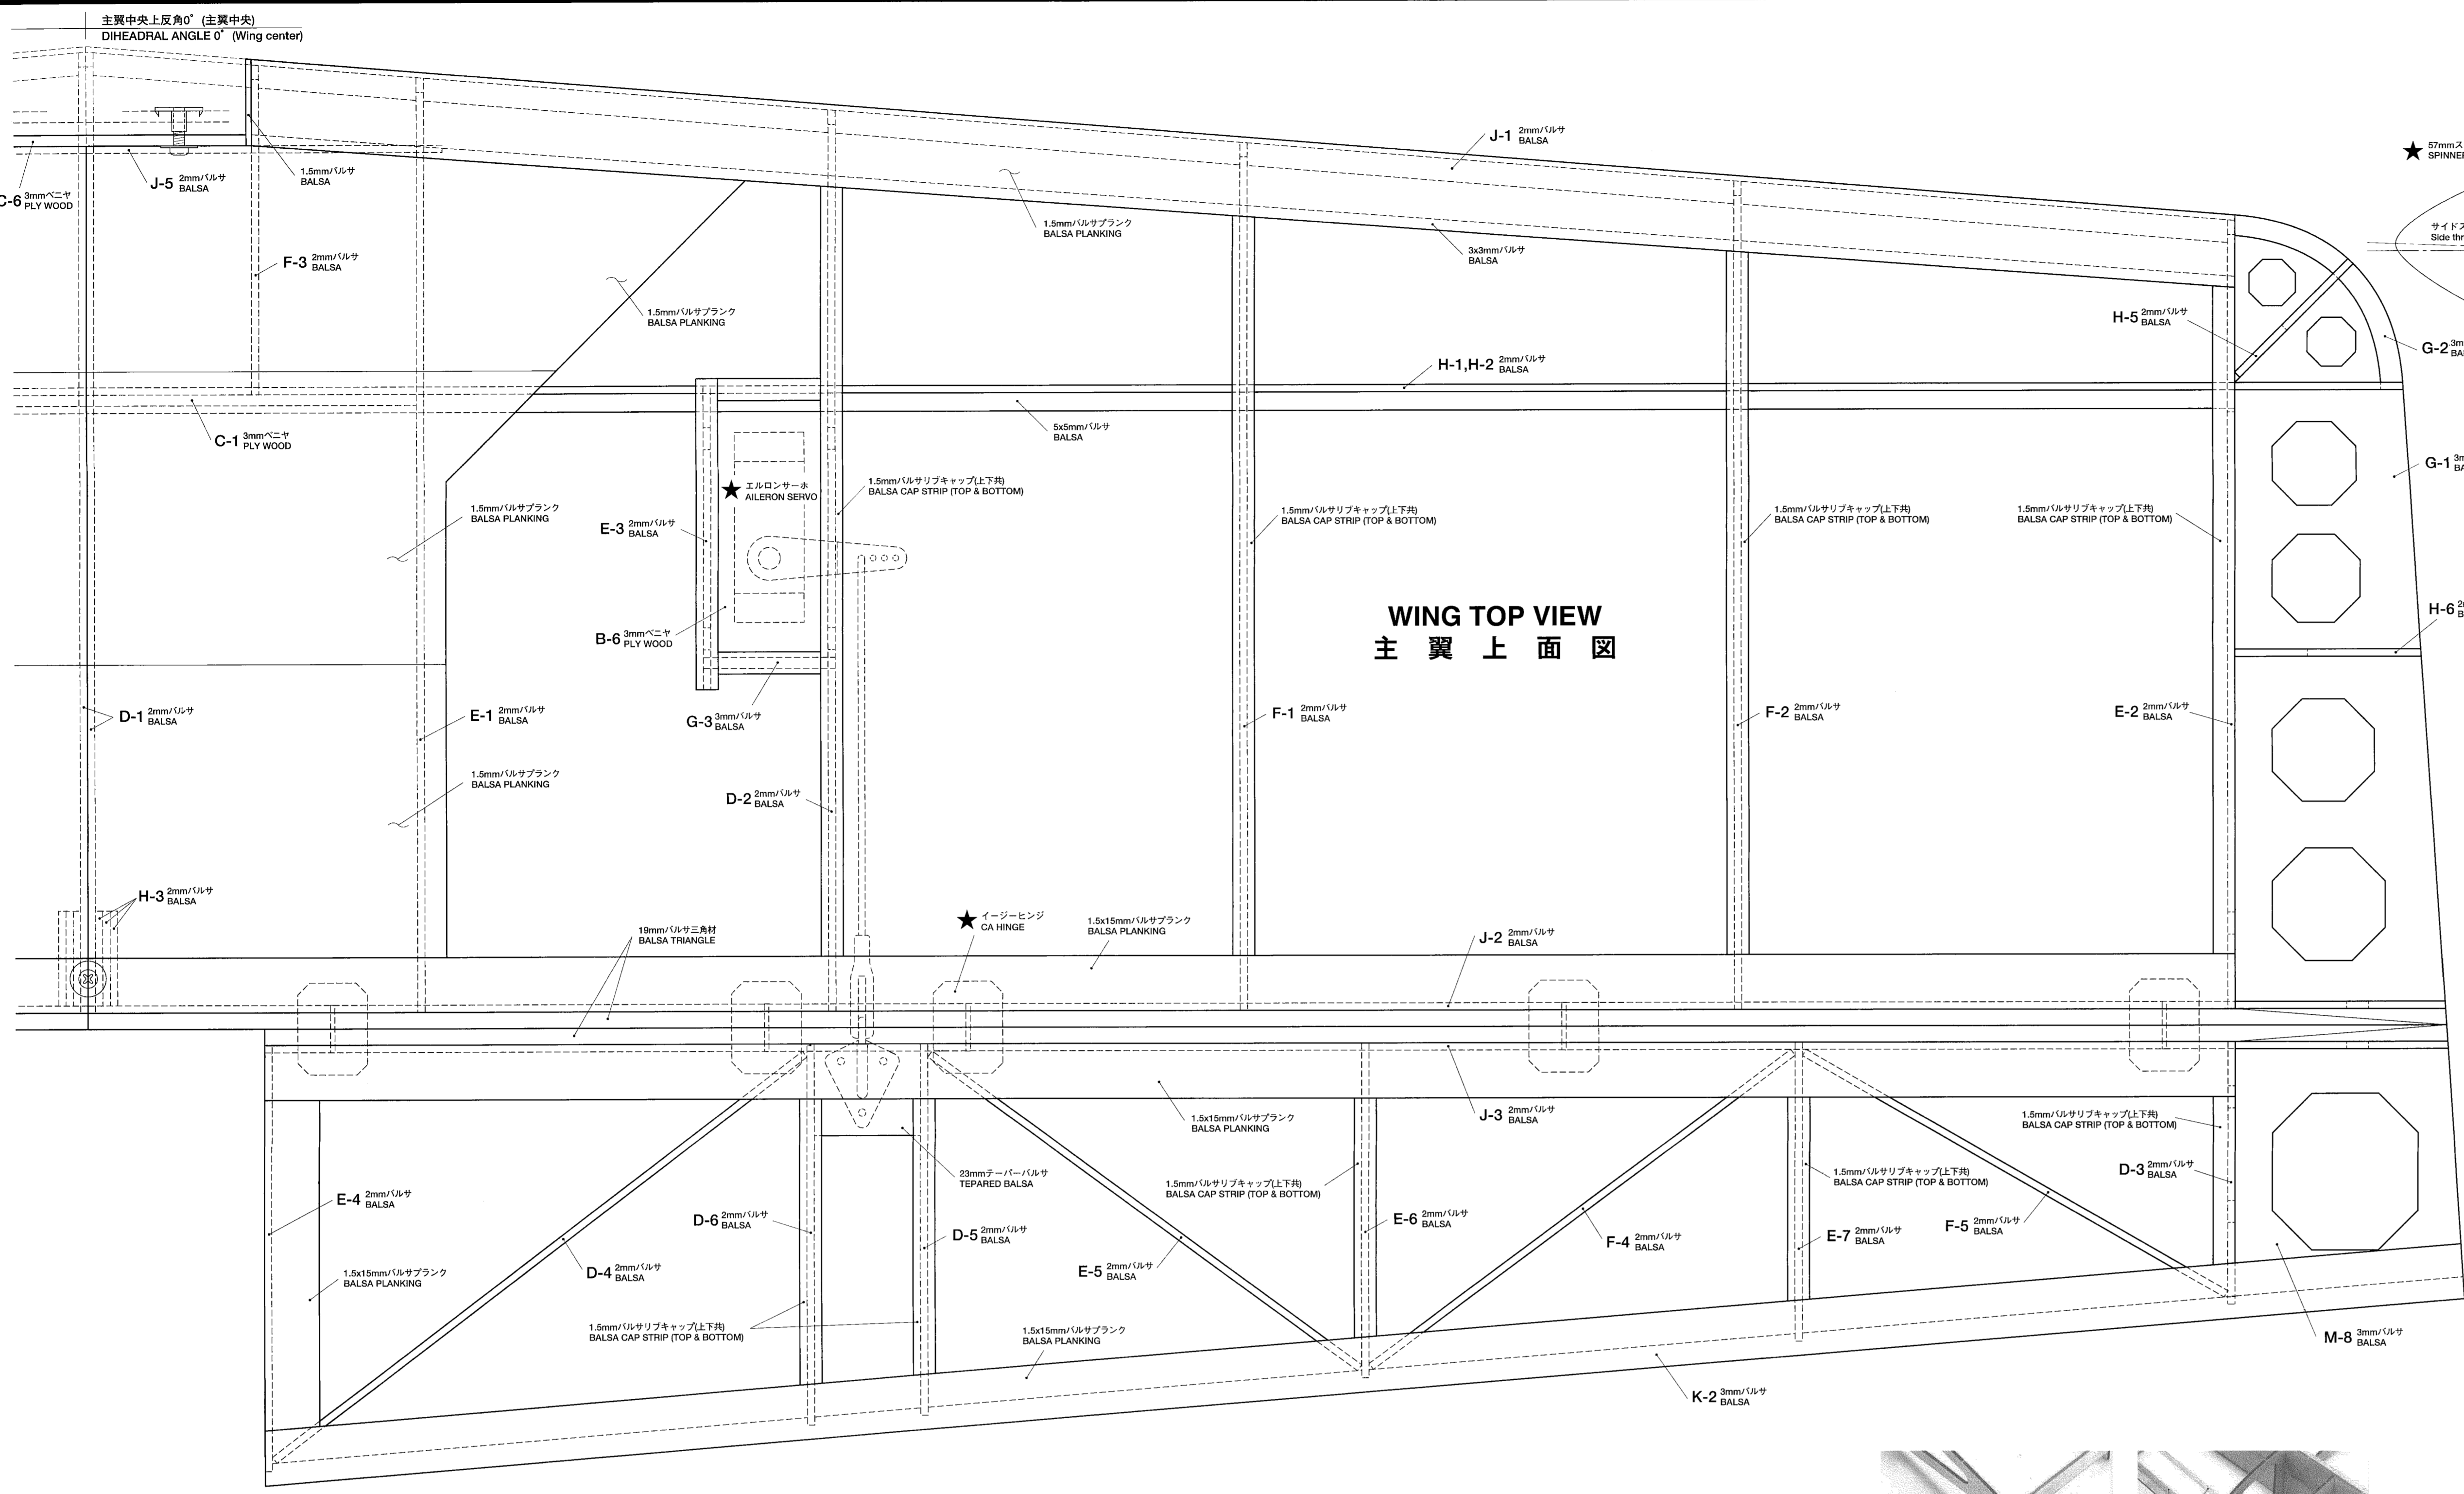 主翼中央上反角0° (主翼中央)
DIHEADRAL ANGLE 0° (Wing center)
J-1 2mmバルサ
BALSA
★ 57mmス
SPINNE
C-6 3mmベニヤ
PLY WOOD
J-5 2mmバルサ
BALSA
1.5mmバルサ
BALSA
1.5mmバルサプランク
BALSA PLANKING
3x3mmバルサ
BALSA
サイドス
Side thr
F-3 2mmバルサ
BALSA
1.5mmバルサプランク
BALSA PLANKING
H-5 2mmバルサ
BALSA
G-2 3m
BA
H-1,H-2 2mmバルサ
BALSA
C-1 3mmベニヤ
PLY WOOD
5x5mmバルサ
BALSA
G-1 3m
BA
★ エルロンサーホ
AILERON SERVO
1.5mmバルサリブキャップ(上下共)
BALSA CAP STRIP (TOP & BOTTOM)
1.5mmバルサプランク
BALSA PLANKING
E-3 2mmバルサ
BALSA
1.5mmバルサリブキャップ(上下共)
BALSA CAP STRIP (TOP & BOTTOM)
1.5mmバルサリブキャップ(上下共)
BALSA CAP STRIP (TOP & BOTTOM)
1.5mmバルサリブキャップ(上下共)
BALSA CAP STRIP (TOP & BOTTOM)
WING TOP VIEW
主翼上面図
B-6 3mmベニヤ
PLY WOOD
H-6 2
B
D-1 2mmバルサ
BALSA
E-1 2mmバルサ
BALSA
G-3 3mmバルサ
BALSA
F-1 2mmバルサ
BALSA
F-2 2mmバルサ
BALSA
E-2 2mmバルサ
BALSA
1.5mmバルサプランク
BALSA PLANKING
D-2 2mmバルサ
BALSA
H-3 2mmバルサ
BALSA
19mmバルサ三角材
BALSA TRIANGLE
★ イージーヒンジ
CA HINGE
1.5x15mmバルサプランク
BALSA PLANKING
J-2 2mmバルサ
BALSA
1.5x15mmバルサプランク
BALSA PLANKING
J-3 2mmバルサ
BALSA
1.5mmバルサリブキャップ(上下共)
BALSA CAP STRIP (TOP & BOTTOM)
23mmテーパーバルサ
TEPARED BALSA
1.5mmバルサリブキャップ(上下共)
BALSA CAP STRIP (TOP & BOTTOM)
1.5mmバルサリブキャップ(上下共)
BALSA CAP STRIP (TOP & BOTTOM)
D-3 2mmバルサ
BALSA
E-4 2mmバルサ
BALSA
D-6 2mmバルサ
BALSA
D-5 2mmバルサ
BALSA
E-6 2mmバルサ
BALSA
F-4 2mmバルサ
BALSA
E-7 2mmバルサ
BALSA
F-5 2mmバルサ
BALSA
1.5x15mmバルサプランク
BALSA PLANKING
D-4 2mmバルサ
BALSA
E-5 2mmバルサ
BALSA
1.5mmバルサリブキャップ(上下共)
BALSA CAP STRIP (TOP & BOTTOM)
1.5x15mmバルサプランク
BALSA PLANKING
M-8 3mmバルサ
BALSA
K-2 3mmバルサ
BALSA